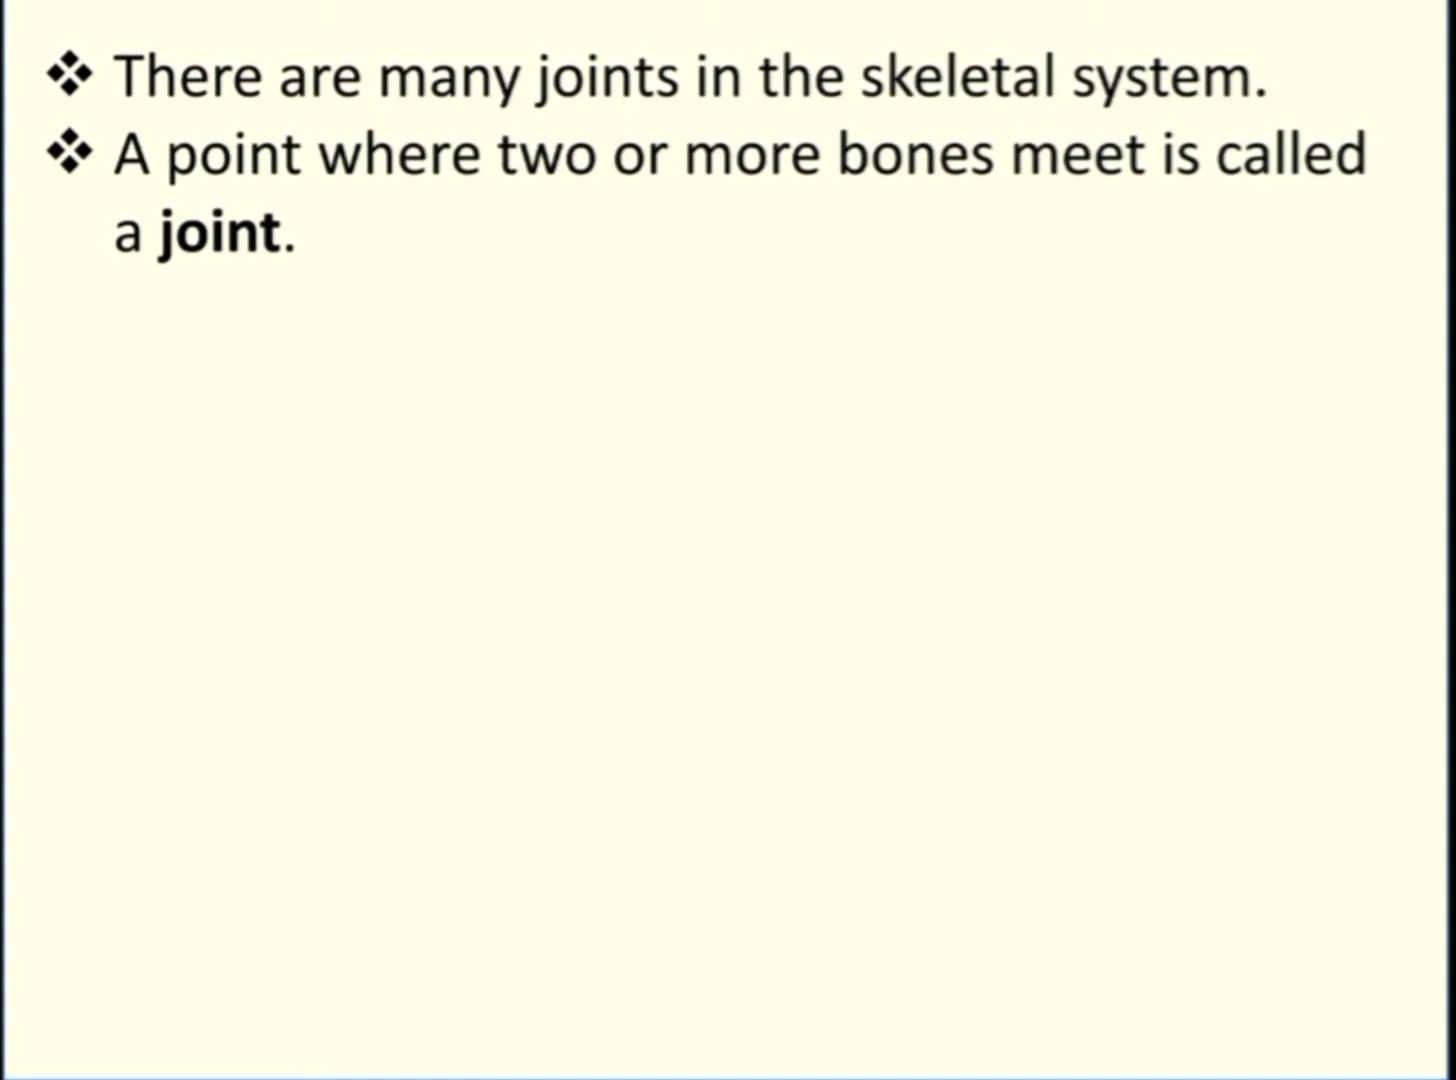 ❖ There are many joints in the skeletal system.
❖ A point where two or more bones meet is called
a joint.